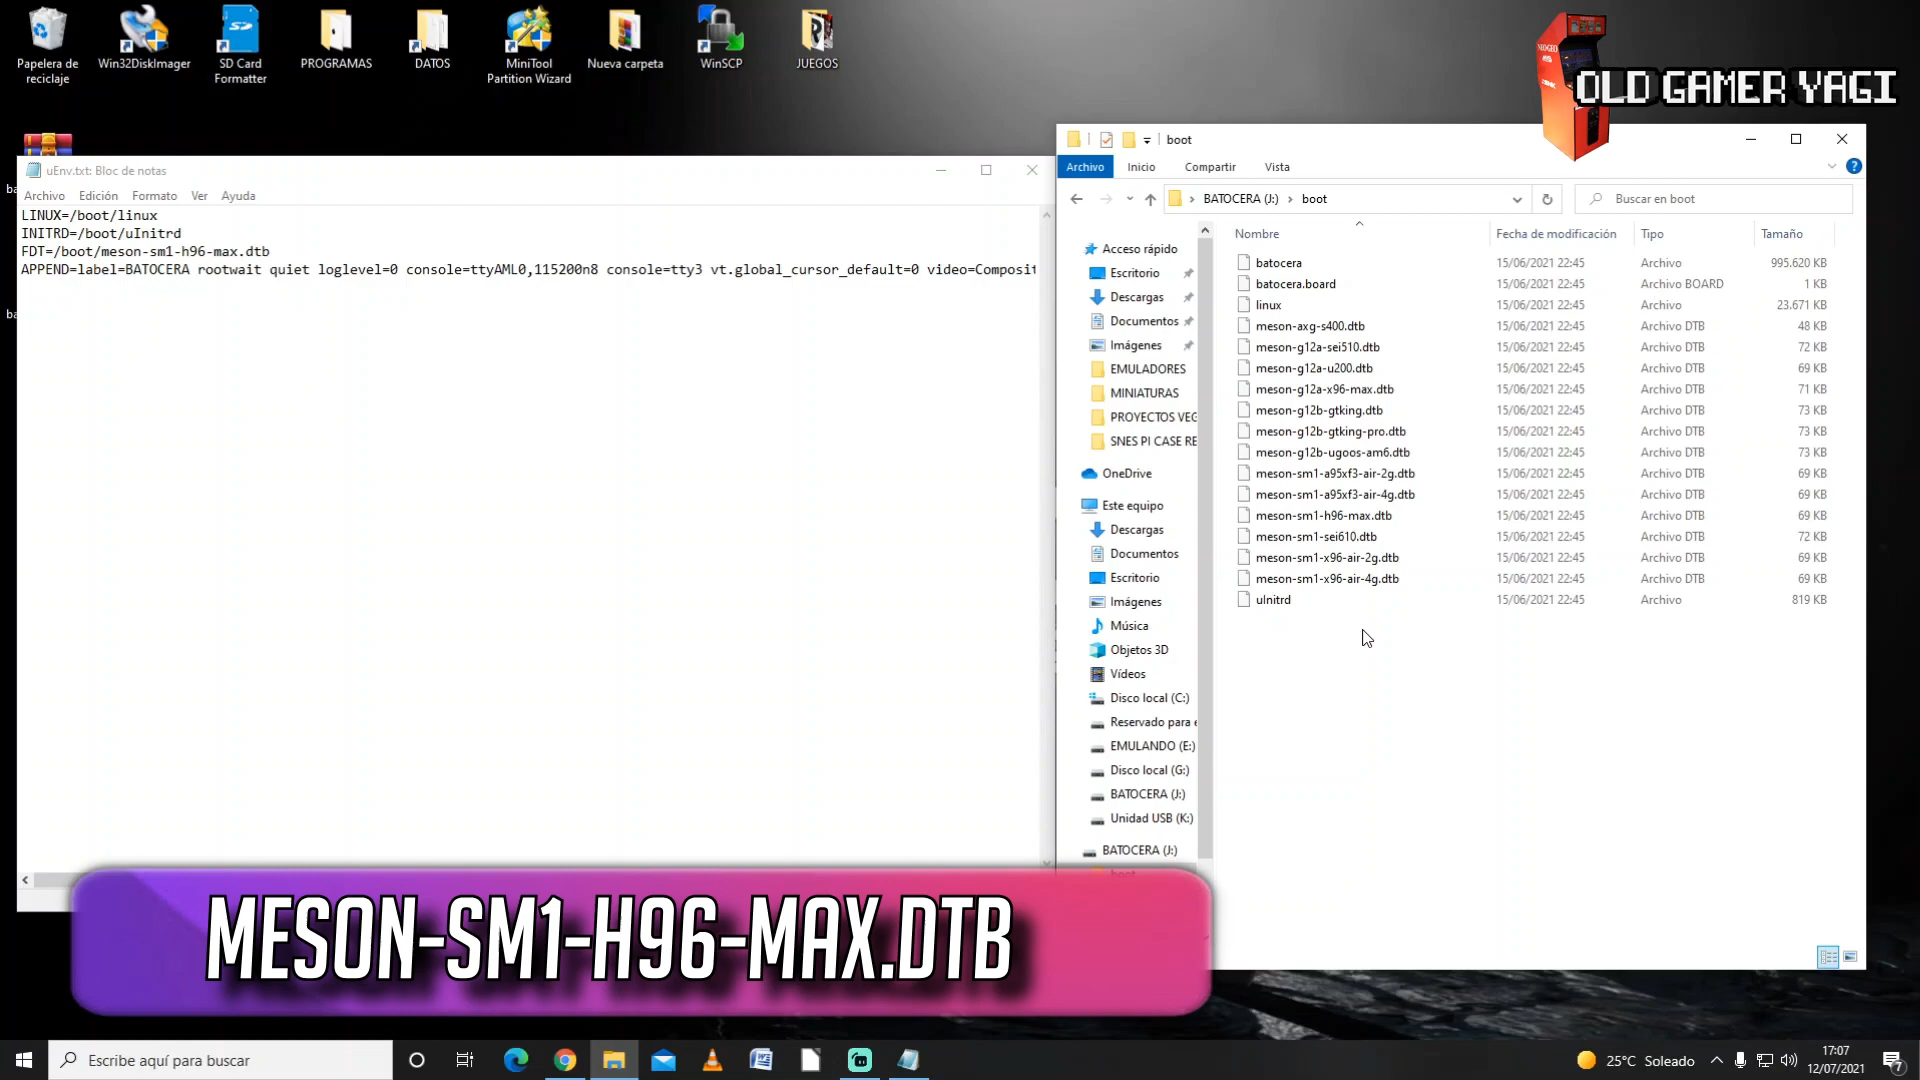 Papelera de
reciclaje
Win32DiskImager
SD Card
Formatter
PROGRAMAS
DATOS
MiniTool
Partition Wizard
Nueva carpeta
WinSCP
JUEGOS
OLD GAMER YAGI
uEnv.txt: Bloc de notas
Archivo Edición Formato Ver Ayuda
LINUX=/boot/linux
INITRD=/boot/uInitrd
FDT=/boot/meson-sm1-h96-max.dtb
APPEND=label=BATOCERA rootwait quiet loglevel=0 console=ttyAML0,115200n8 console=tty3 vt.global_cursor_default=0 video=Composit
boot
Archivo Inicio Compartir Vista
BATOCERA (J:) › boot
Buscar en boot
Acceso rápido
Escritorio
Descargas
Documentos
Imágenes
EMULADORES
MINIATURAS
PROYECTOS VEG
SNES PI CASE RE
OneDrive
Este equipo
Descargas
Documentos
Escritorio
Imágenes
Música
Objetos 3D
Vídeos
Disco local (C:)
Reservado para e
EMULANDO (E:)
Disco local (G:)
BATOCERA (J:)
Unidad USB (K:)
BATOCERA (J:)
Nombre Fecha de modificación Tipo Tamaño
batocera 15/06/2021 22:45 Archivo 995.620 KB
batocera.board 15/06/2021 22:45 Archivo BOARD 1 KB
linux 15/06/2021 22:45 Archivo 23.671 KB
meson-axg-s400.dtb 15/06/2021 22:45 Archivo DTB 48 KB
meson-g12a-sei510.dtb 15/06/2021 22:45 Archivo DTB 72 KB
meson-g12a-u200.dtb 15/06/2021 22:45 Archivo DTB 69 KB
meson-g12a-x96-max.dtb 15/06/2021 22:45 Archivo DTB 71 KB
meson-g12b-gtking.dtb 15/06/2021 22:45 Archivo DTB 73 KB
meson-g12b-gtking-pro.dtb 15/06/2021 22:45 Archivo DTB 73 KB
meson-g12b-ugoos-am6.dtb 15/06/2021 22:45 Archivo DTB 73 KB
meson-sm1-a95xf3-air-2g.dtb 15/06/2021 22:45 Archivo DTB 69 KB
meson-sm1-a95xf3-air-4g.dtb 15/06/2021 22:45 Archivo DTB 69 KB
meson-sm1-h96-max.dtb 15/06/2021 22:45 Archivo DTB 69 KB
meson-sm1-sei610.dtb 15/06/2021 22:45 Archivo DTB 72 KB
meson-sm1-x96-air-2g.dtb 15/06/2021 22:45 Archivo DTB 69 KB
meson-sm1-x96-air-4g.dtb 15/06/2021 22:45 Archivo DTB 69 KB
uInitrd 15/06/2021 22:45 Archivo 819 KB
MESON-SM1-H96-MAX.DTB
Escribe aquí para buscar
25°C Soleado
17:07
12/07/2021
7